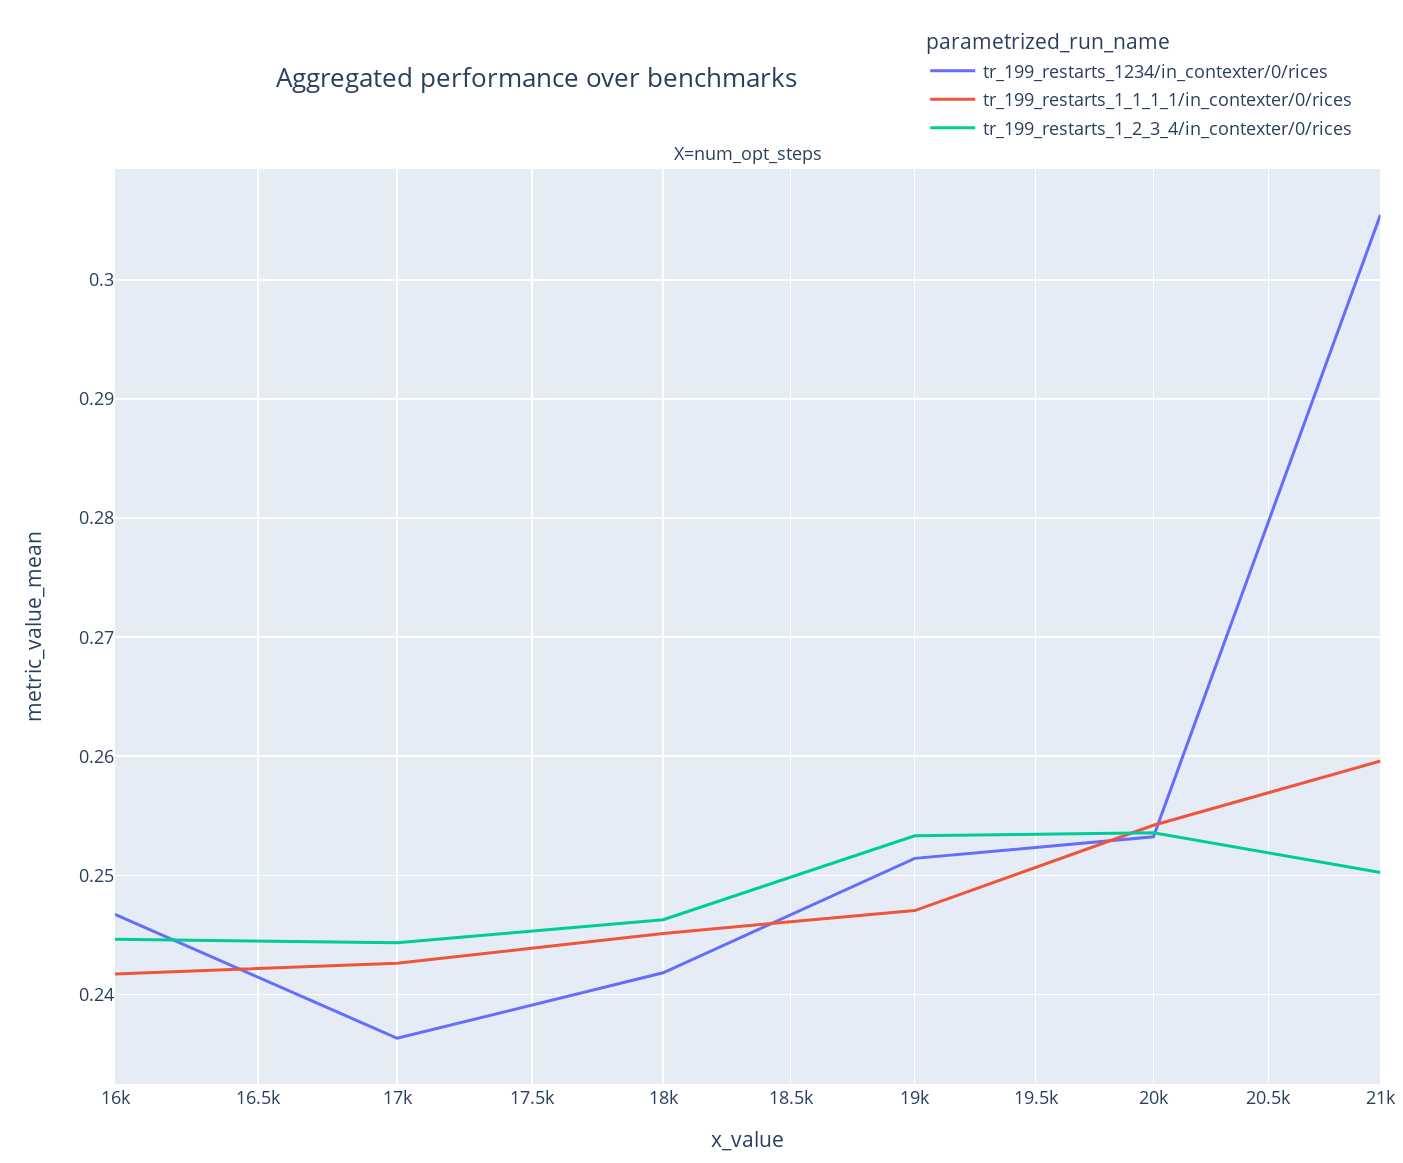 Aggregated performance over benchmarks
parametrized_run_name
tr_199_restarts_1234/in_contexter/0/rices
tr_199_restarts_1_1_1_1/in_contexter/0/rices
tr_199_restarts_1_2_3_4/in_contexter/0/rices
X=num_opt_steps
metric_value_mean
0.3
0.29
0.28
0.27
0.26
0.25
0.24
16k 16.5k 17k 17.5k 18k 18.5k 19k 19.5k 20k 20.5k 21k
x_value